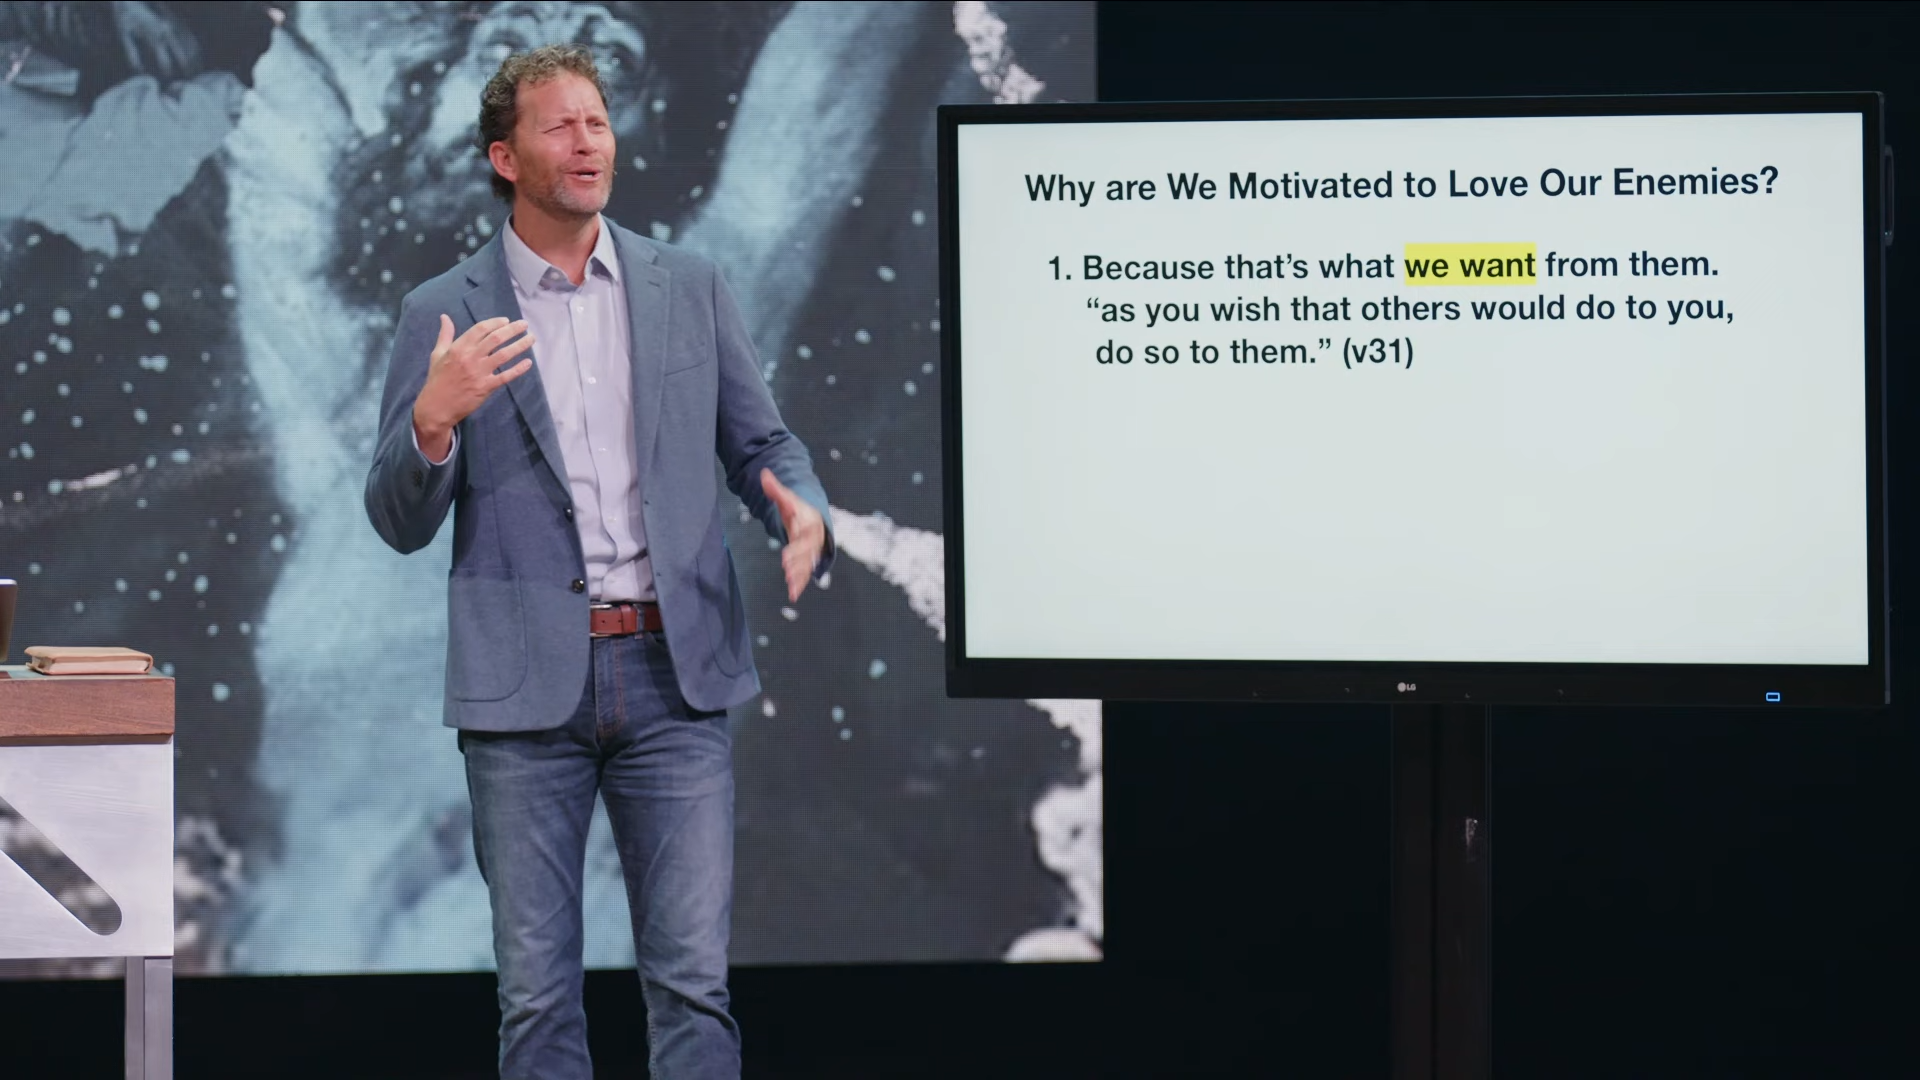 Why are We Motivated to Love Our Enemies?
1. Because that’s what we want from them.
“as you wish that others would do to you,
do so to them.” (v31)
LG